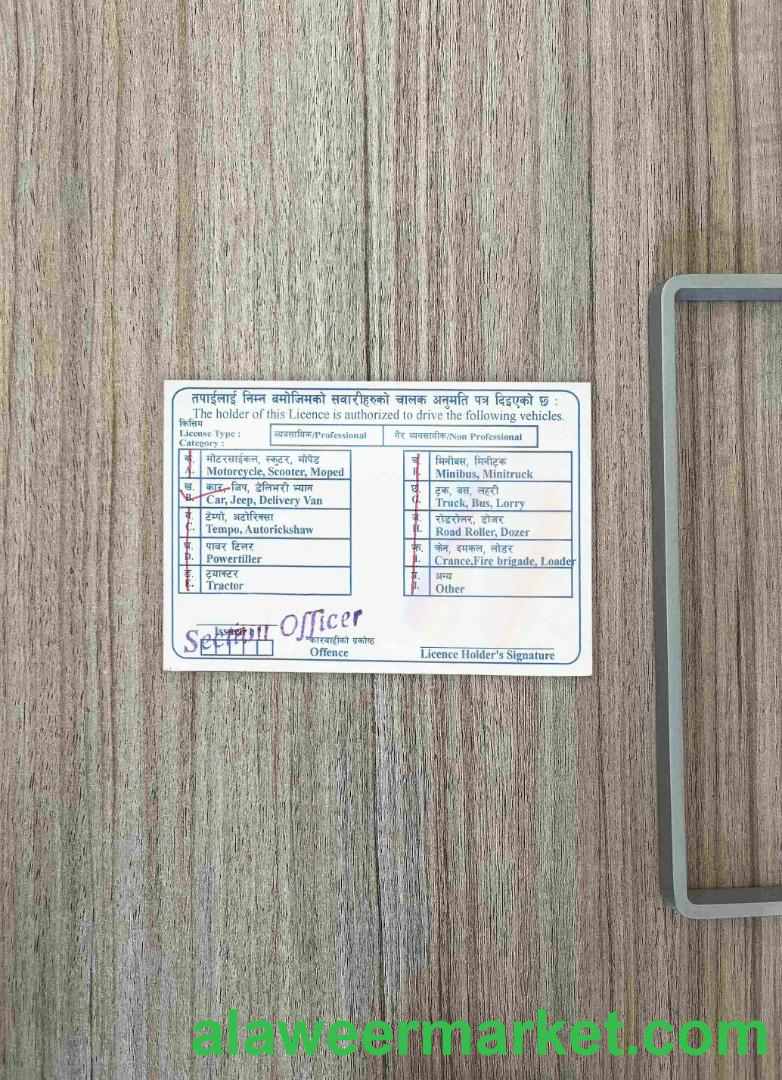 तपाईलाई निम्न बमोजिमको सवारीहरुको चालक अनुमति पत्र दिइएको छ :
The holder of this Licence is authorized to drive the following vehicles.
किसिम
License Type : व्यवसायिक/Professional गैर व्यवसायीक/Non Professional
Category :
क. मोटरसाईकल, स्कूटर, मोपेड
A. Motorcycle, Scooter, Moped
ख. कार, जिप, डेलिभरी भ्यान
B. Car, Jeep, Delivery Van
ग. टेम्पो, अटोरिक्सा
C. Tempo, Autorickshaw
घ. पावर टिलर
D. Powertiller
ङ. ट्र्याक्टर
E. Tractor
च. मिनीबस, मिनीट्रक
F. Minibus, Minitruck
छ. ट्रक, बस, लहरी
G. Truck, Bus, Lorry
ज. रोडरोलर, डोजर
H. Road Roller, Dozer
क्रेन, दमकल, लोडर
Crance,Fire brigade, Loader
अन्य
Other
Section Officer
कारवाहीको प्रकोष्ठ
Offence
Licence Holder's Signature
alaweermarket.com